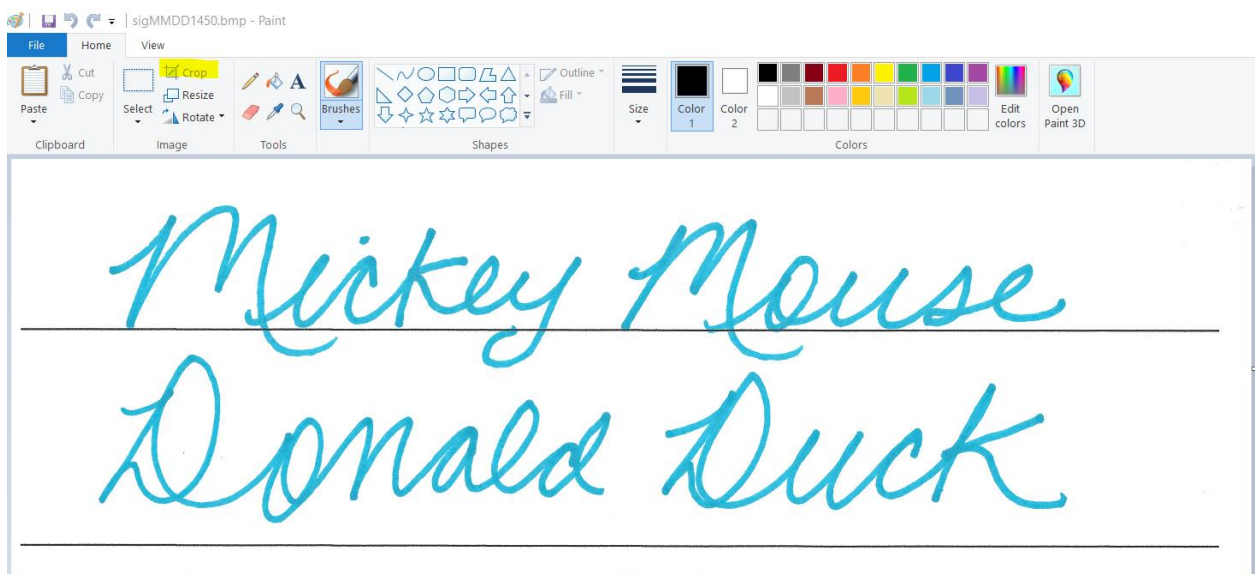 sigMMDD1450.bmp - Paint
File Home View
Paste Cut Copy Select Crop Resize Rotate A Brushes Outline Fill Size Color 1 Color 2 Edit colors Open Paint 3D
Clipboard Image Tools Shapes Colors
Mickey Mouse
Donald Duck